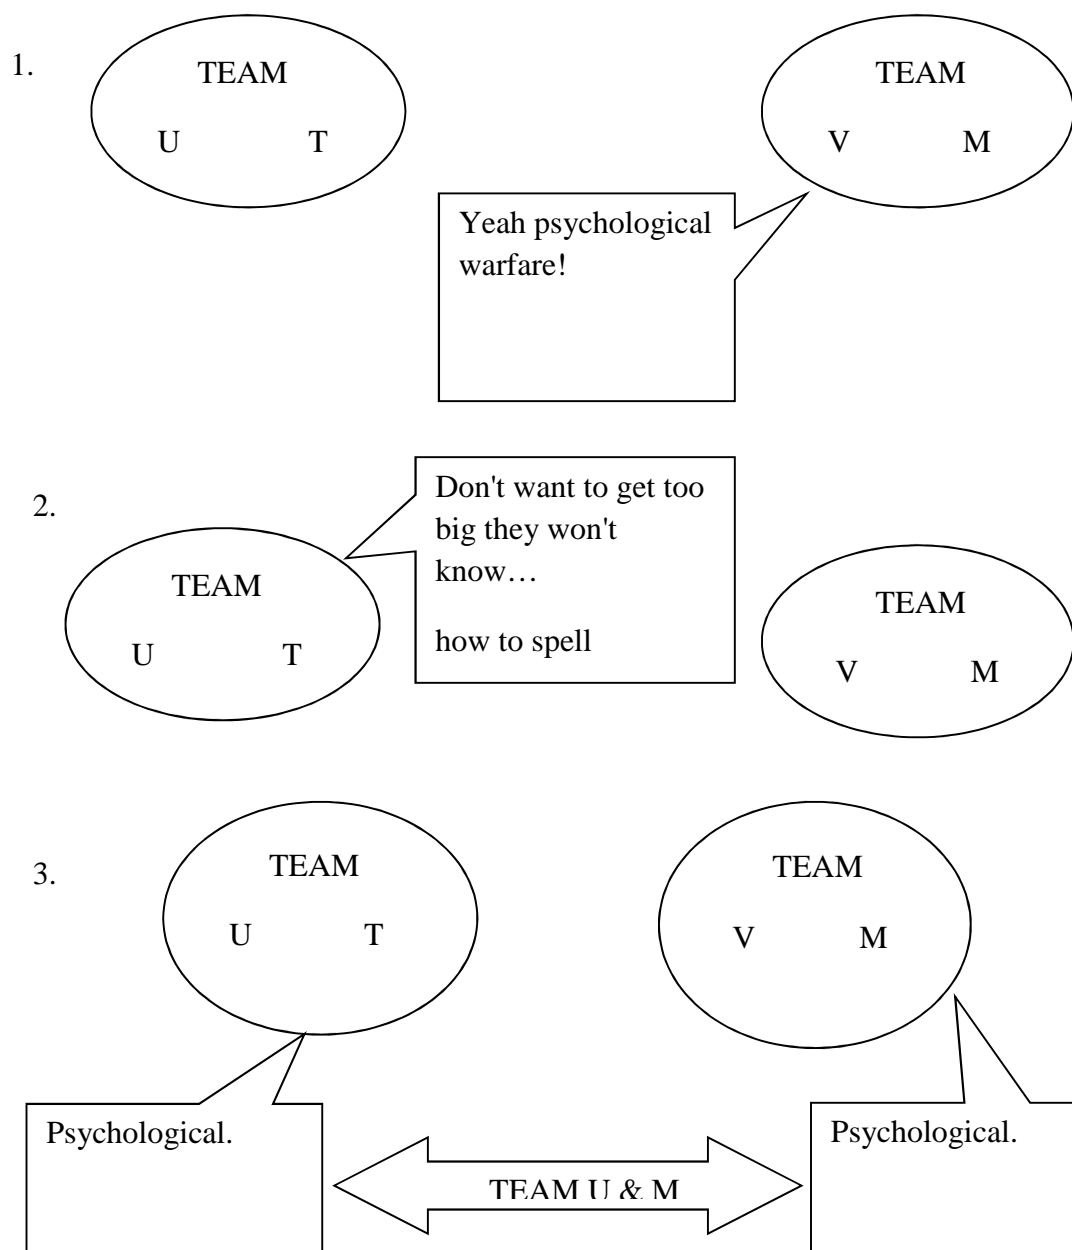 1.
TEAM
U T
TEAM
V M
Yeah psychological
warfare!
2.
TEAM
U T
Don't want to get too
big they won't
know…
how to spell
TEAM
V M
3.
TEAM
U T
TEAM
V M
Psychological.
TEAM U & M
Psychological.